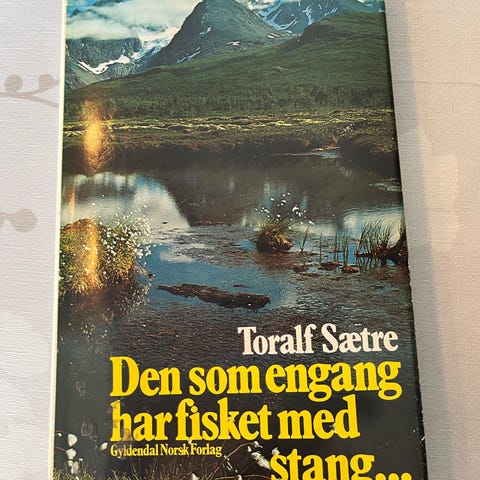 Toralf Sætre
Den som engang
har fisket med
Gyldendal Norsk Forlag
stang...